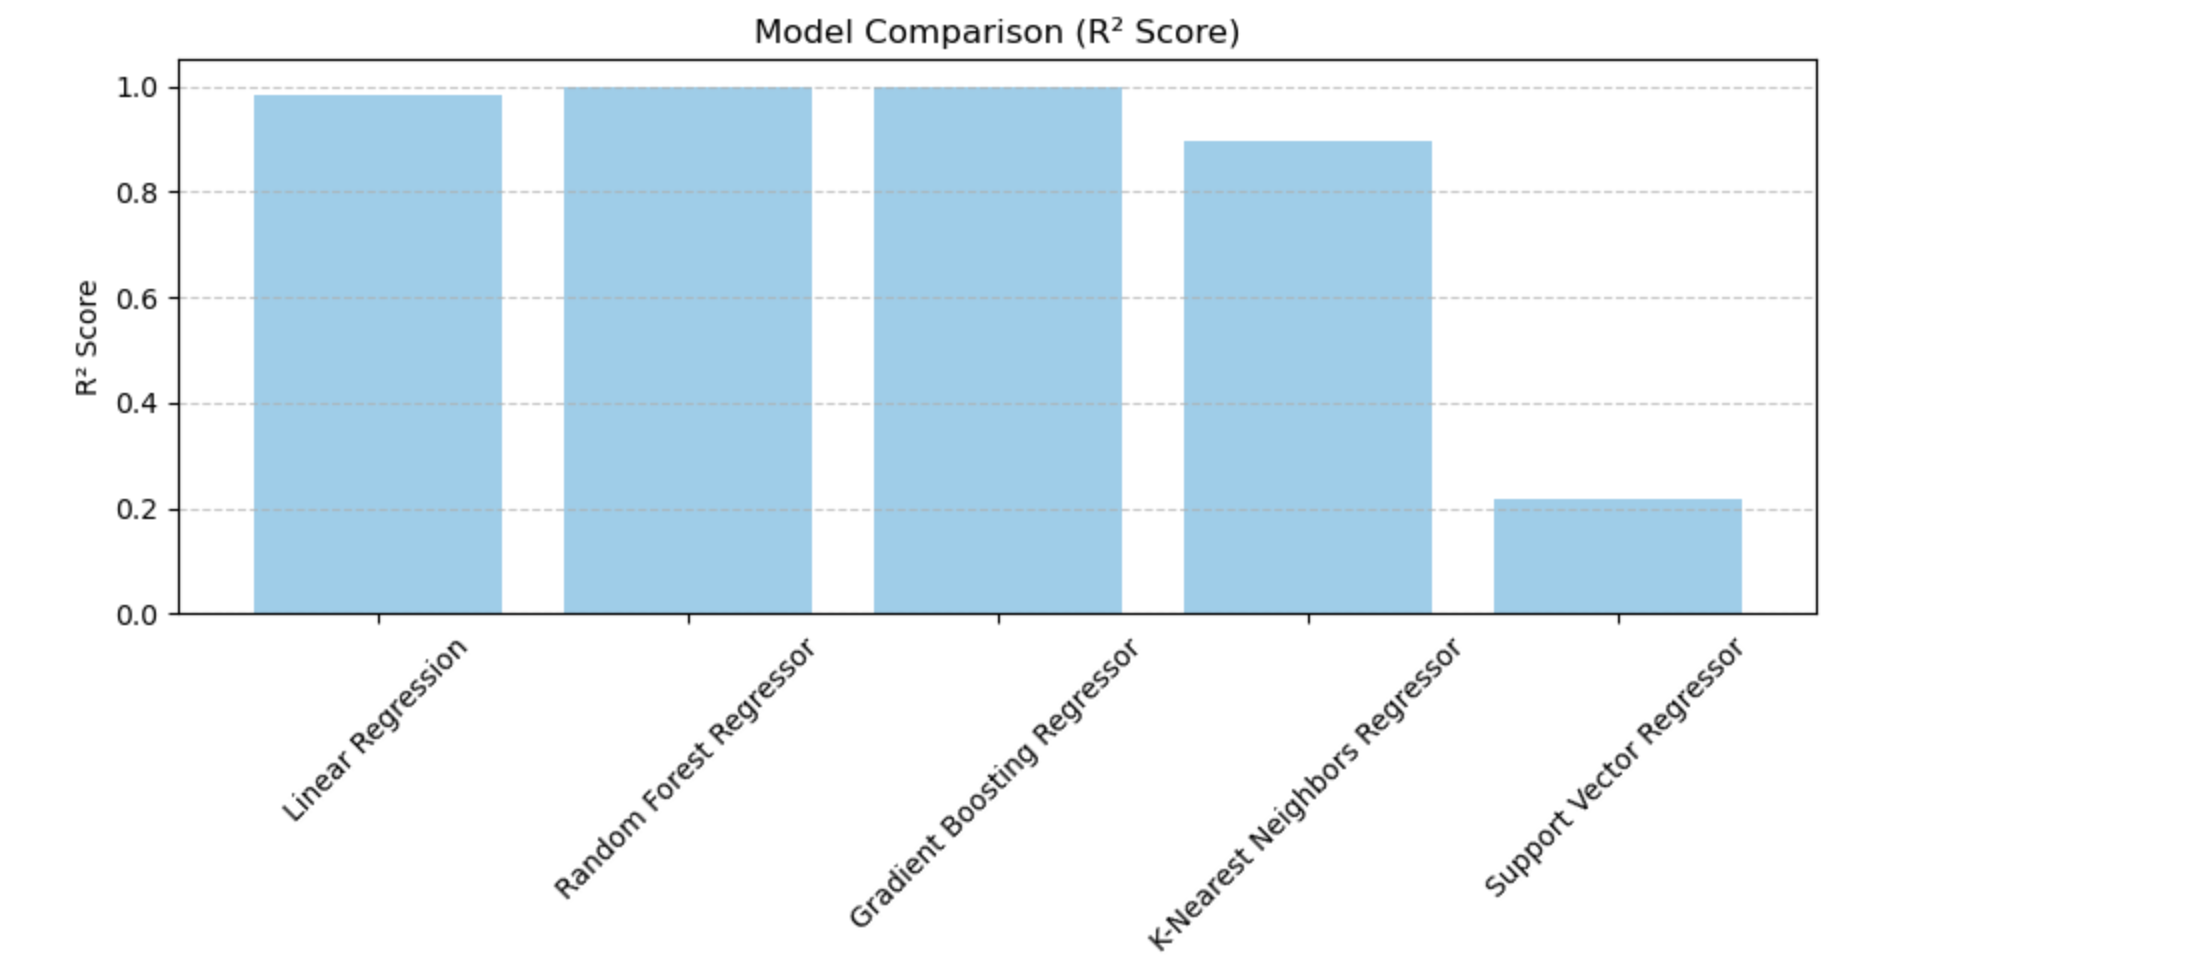 Model Comparison (R² Score)
R² Score
1.0
0.8
0.6
0.4
0.2
0.0
Linear Regression
Random Forest Regressor
Gradient Boosting Regressor
K-Nearest Neighbors Regressor
Support Vector Regressor